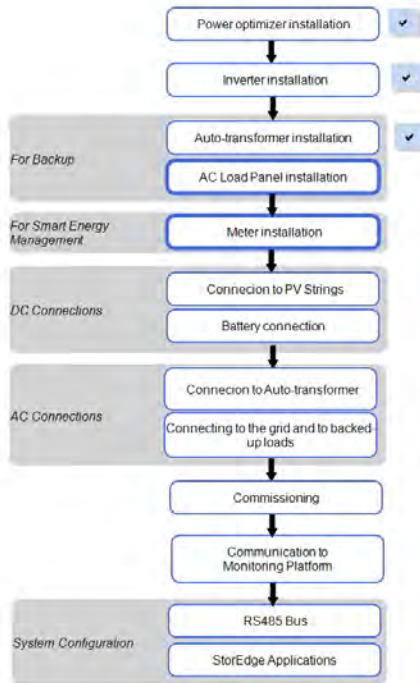 Power optimizer installation
Inverter installation
Auto-transformer installation
For Backup
AC Load Panel installation
For Smart Energy
Management
Meter installation
Connecion to PV Strings
DC Connections
Battery connection
Connecion to Auto-transformer
AC Connections
Connecting to the grid and to backed-
up loads
Commissioning
Communication to
Monitoring Platform
RS485 Bus
System Configuration
StorEdge Applications